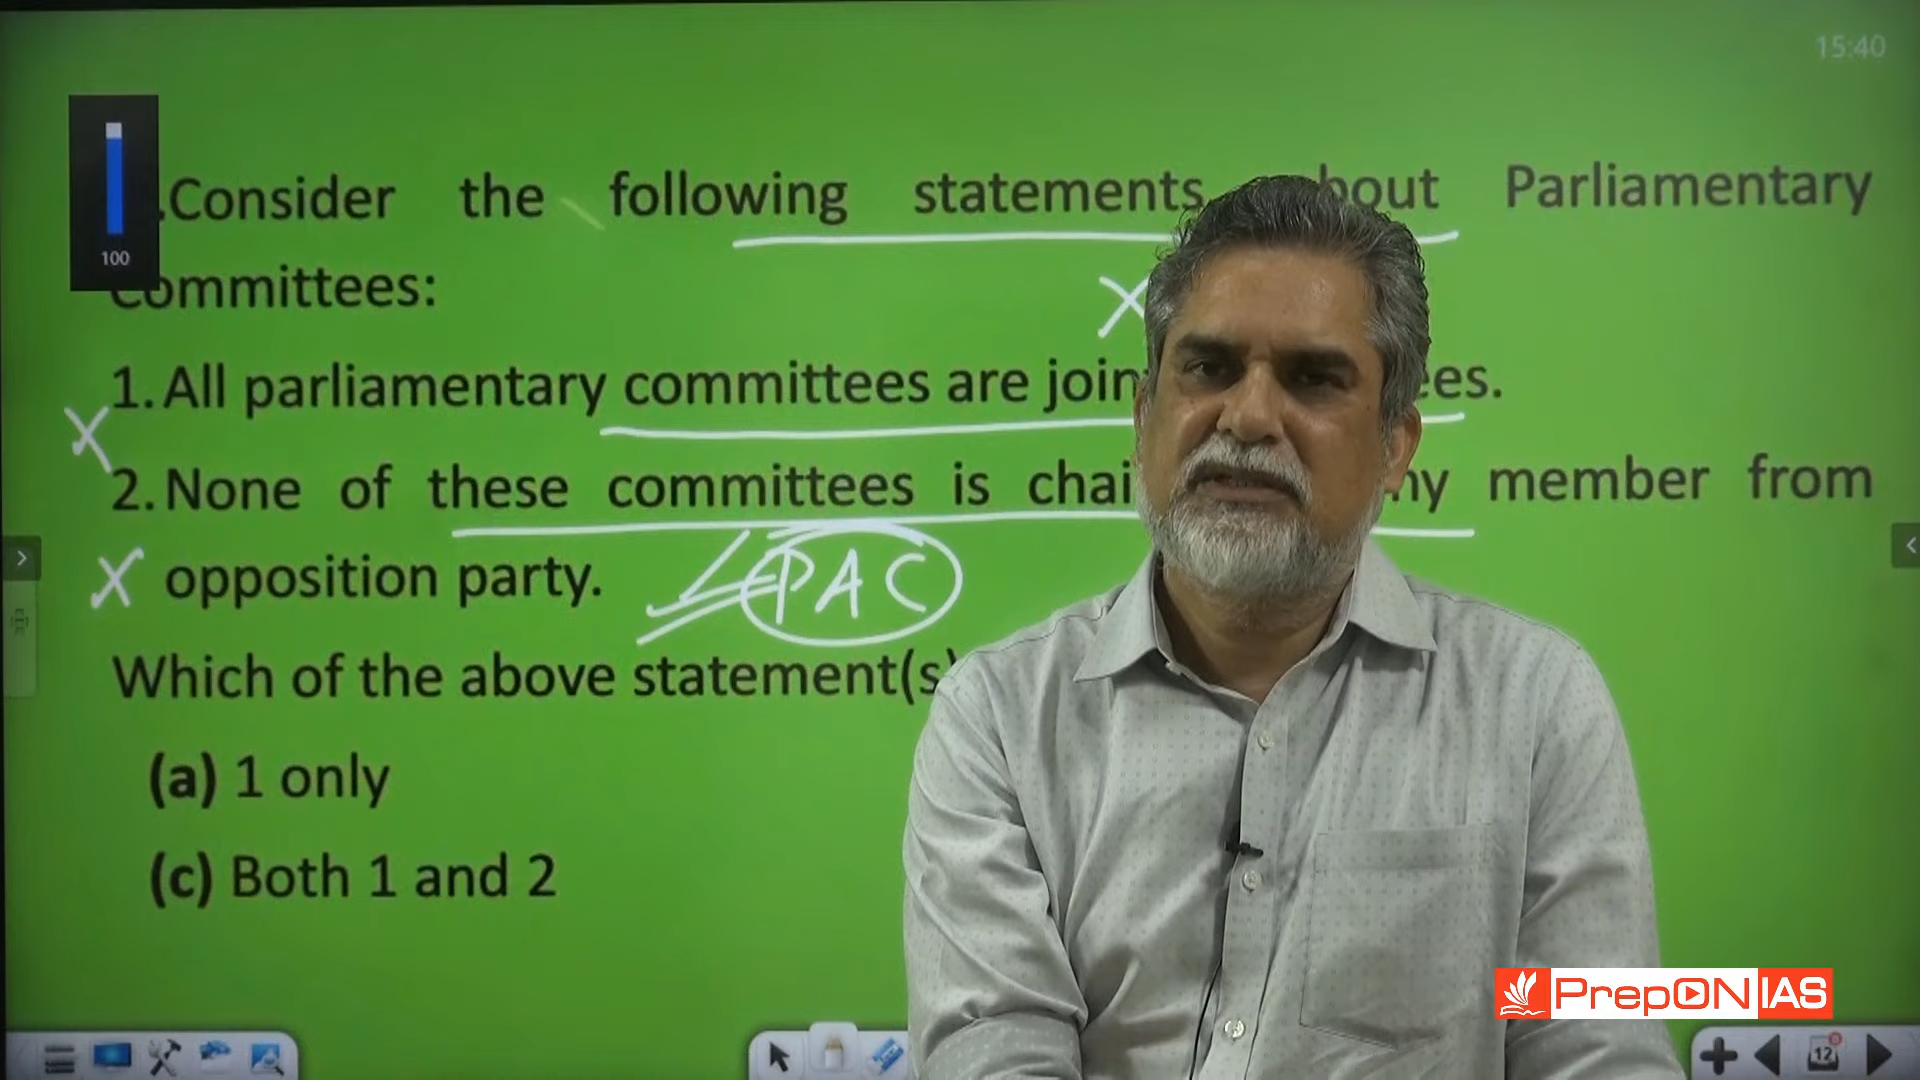 15:40
100
.Consider the following statements bout Parliamentary
Committees:
X
1. All parliamentary committees are join ees.
X
2. None of these committees is chai ny member from
X opposition party. PAC
Which of the above statement(s)
(a) 1 only
(c) Both 1 and 2
PrepON IAS
12